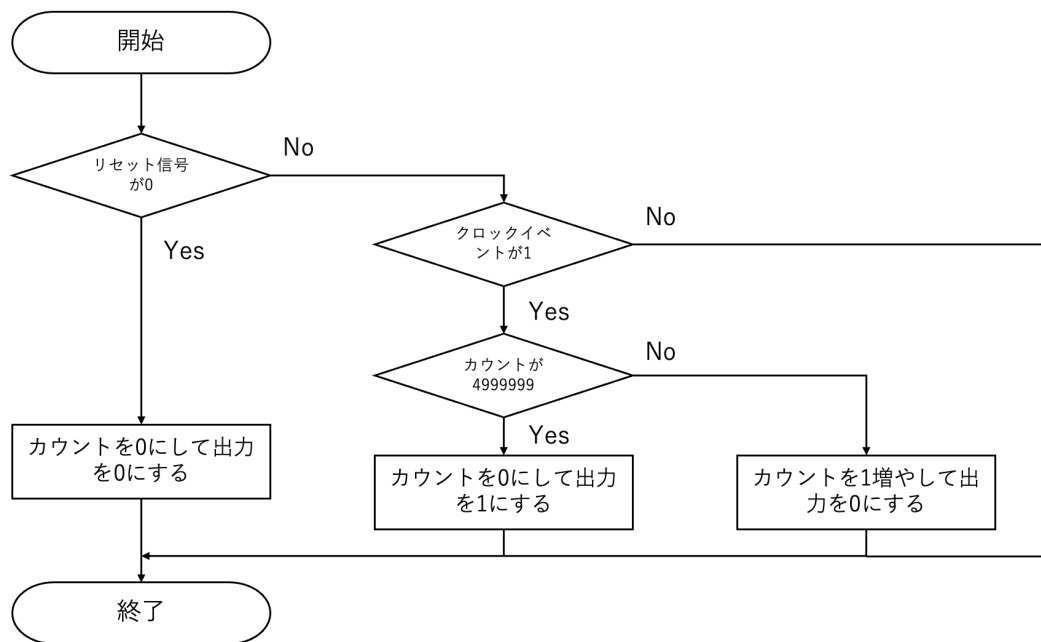 開始
リセット信号
が0
No
クロックイベ
ントが1
No
Yes
Yes
カウントが
4999999
No
Yes
カウントを0にして出力
を0にする
カウントを0にして出力
を1にする
カウントを1増やして出
力を0にする
終了